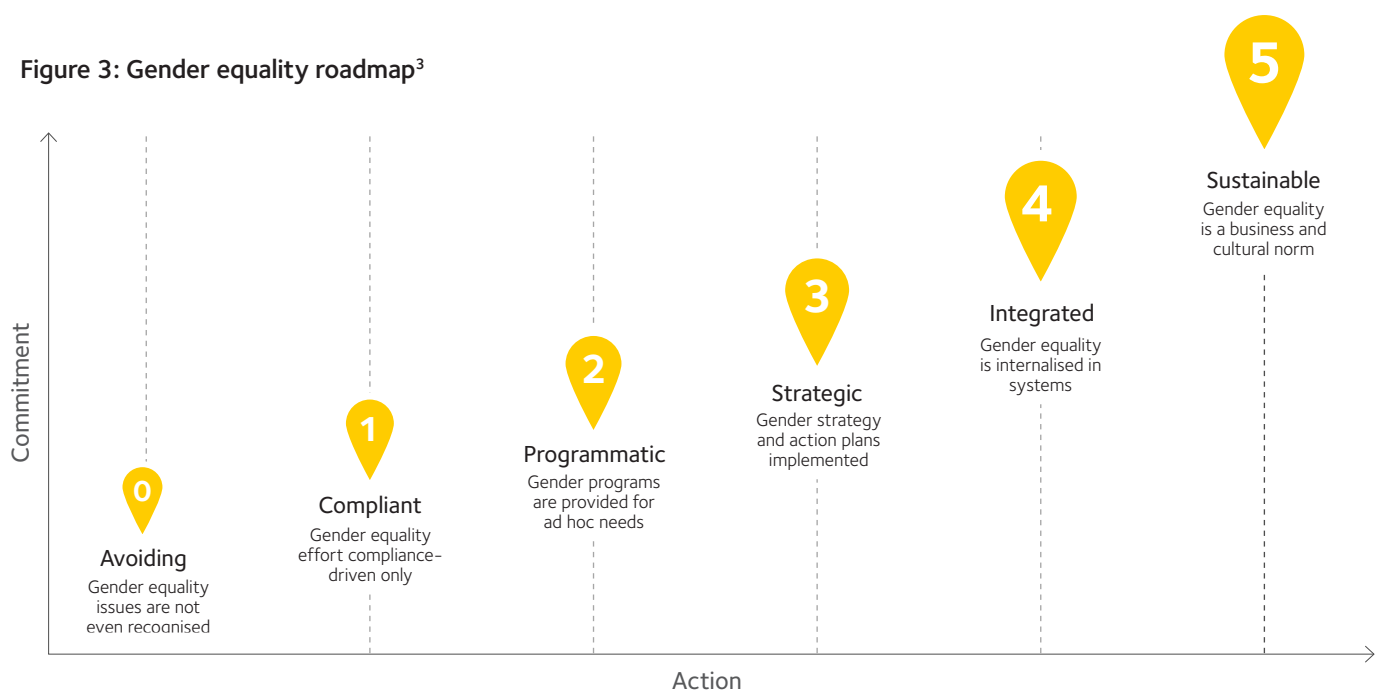 Figure 3: Gender equality roadmap³
Commitment
0
Avoiding
Gender equality
issues are not
even recognised
1
Compliant
Gender equality
effort compliance-
driven only
2
Programmatic
Gender programs
are provided for
ad hoc needs
3
Strategic
Gender strategy
and action plans
implemented
4
Integrated
Gender equality
is internalised in
systems
5
Sustainable
Gender equality
is a business and
cultural norm
Action